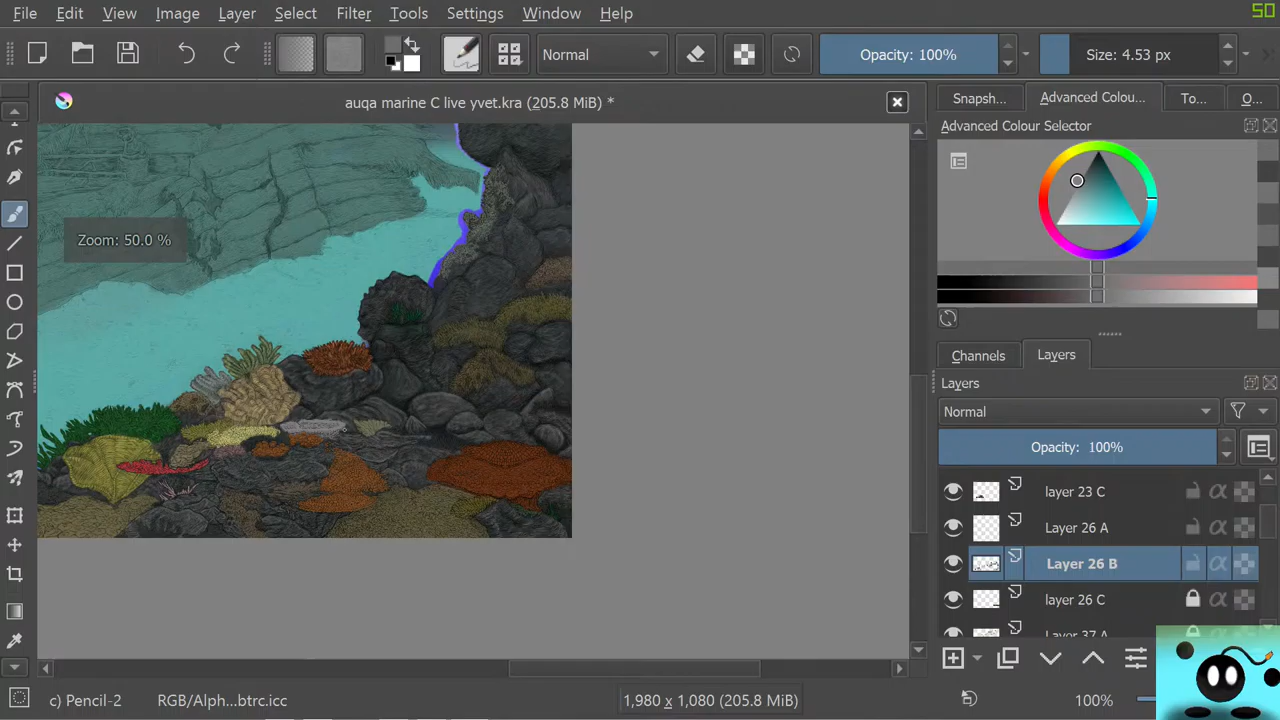 File Edit View Image Layer Select Filter Tools Settings Window Help
50
Normal
Opacity: 100%
Size: 4.53 px
auqa marine C live yvet.kra (205.8 MiB) *
Snapsh...
Advanced Colou...
To...
O...
Advanced Colour Selector
Zoom: 50.0 %
Channels
Layers
Layers
Normal
Opacity: 100%
layer 23 C
Layer 26 A
Layer 26 B
layer 26 C
Layer 37 A
c) Pencil-2
RGB/Alph...btrc.icc
1,980 x 1,080 (205.8 MiB)
100%